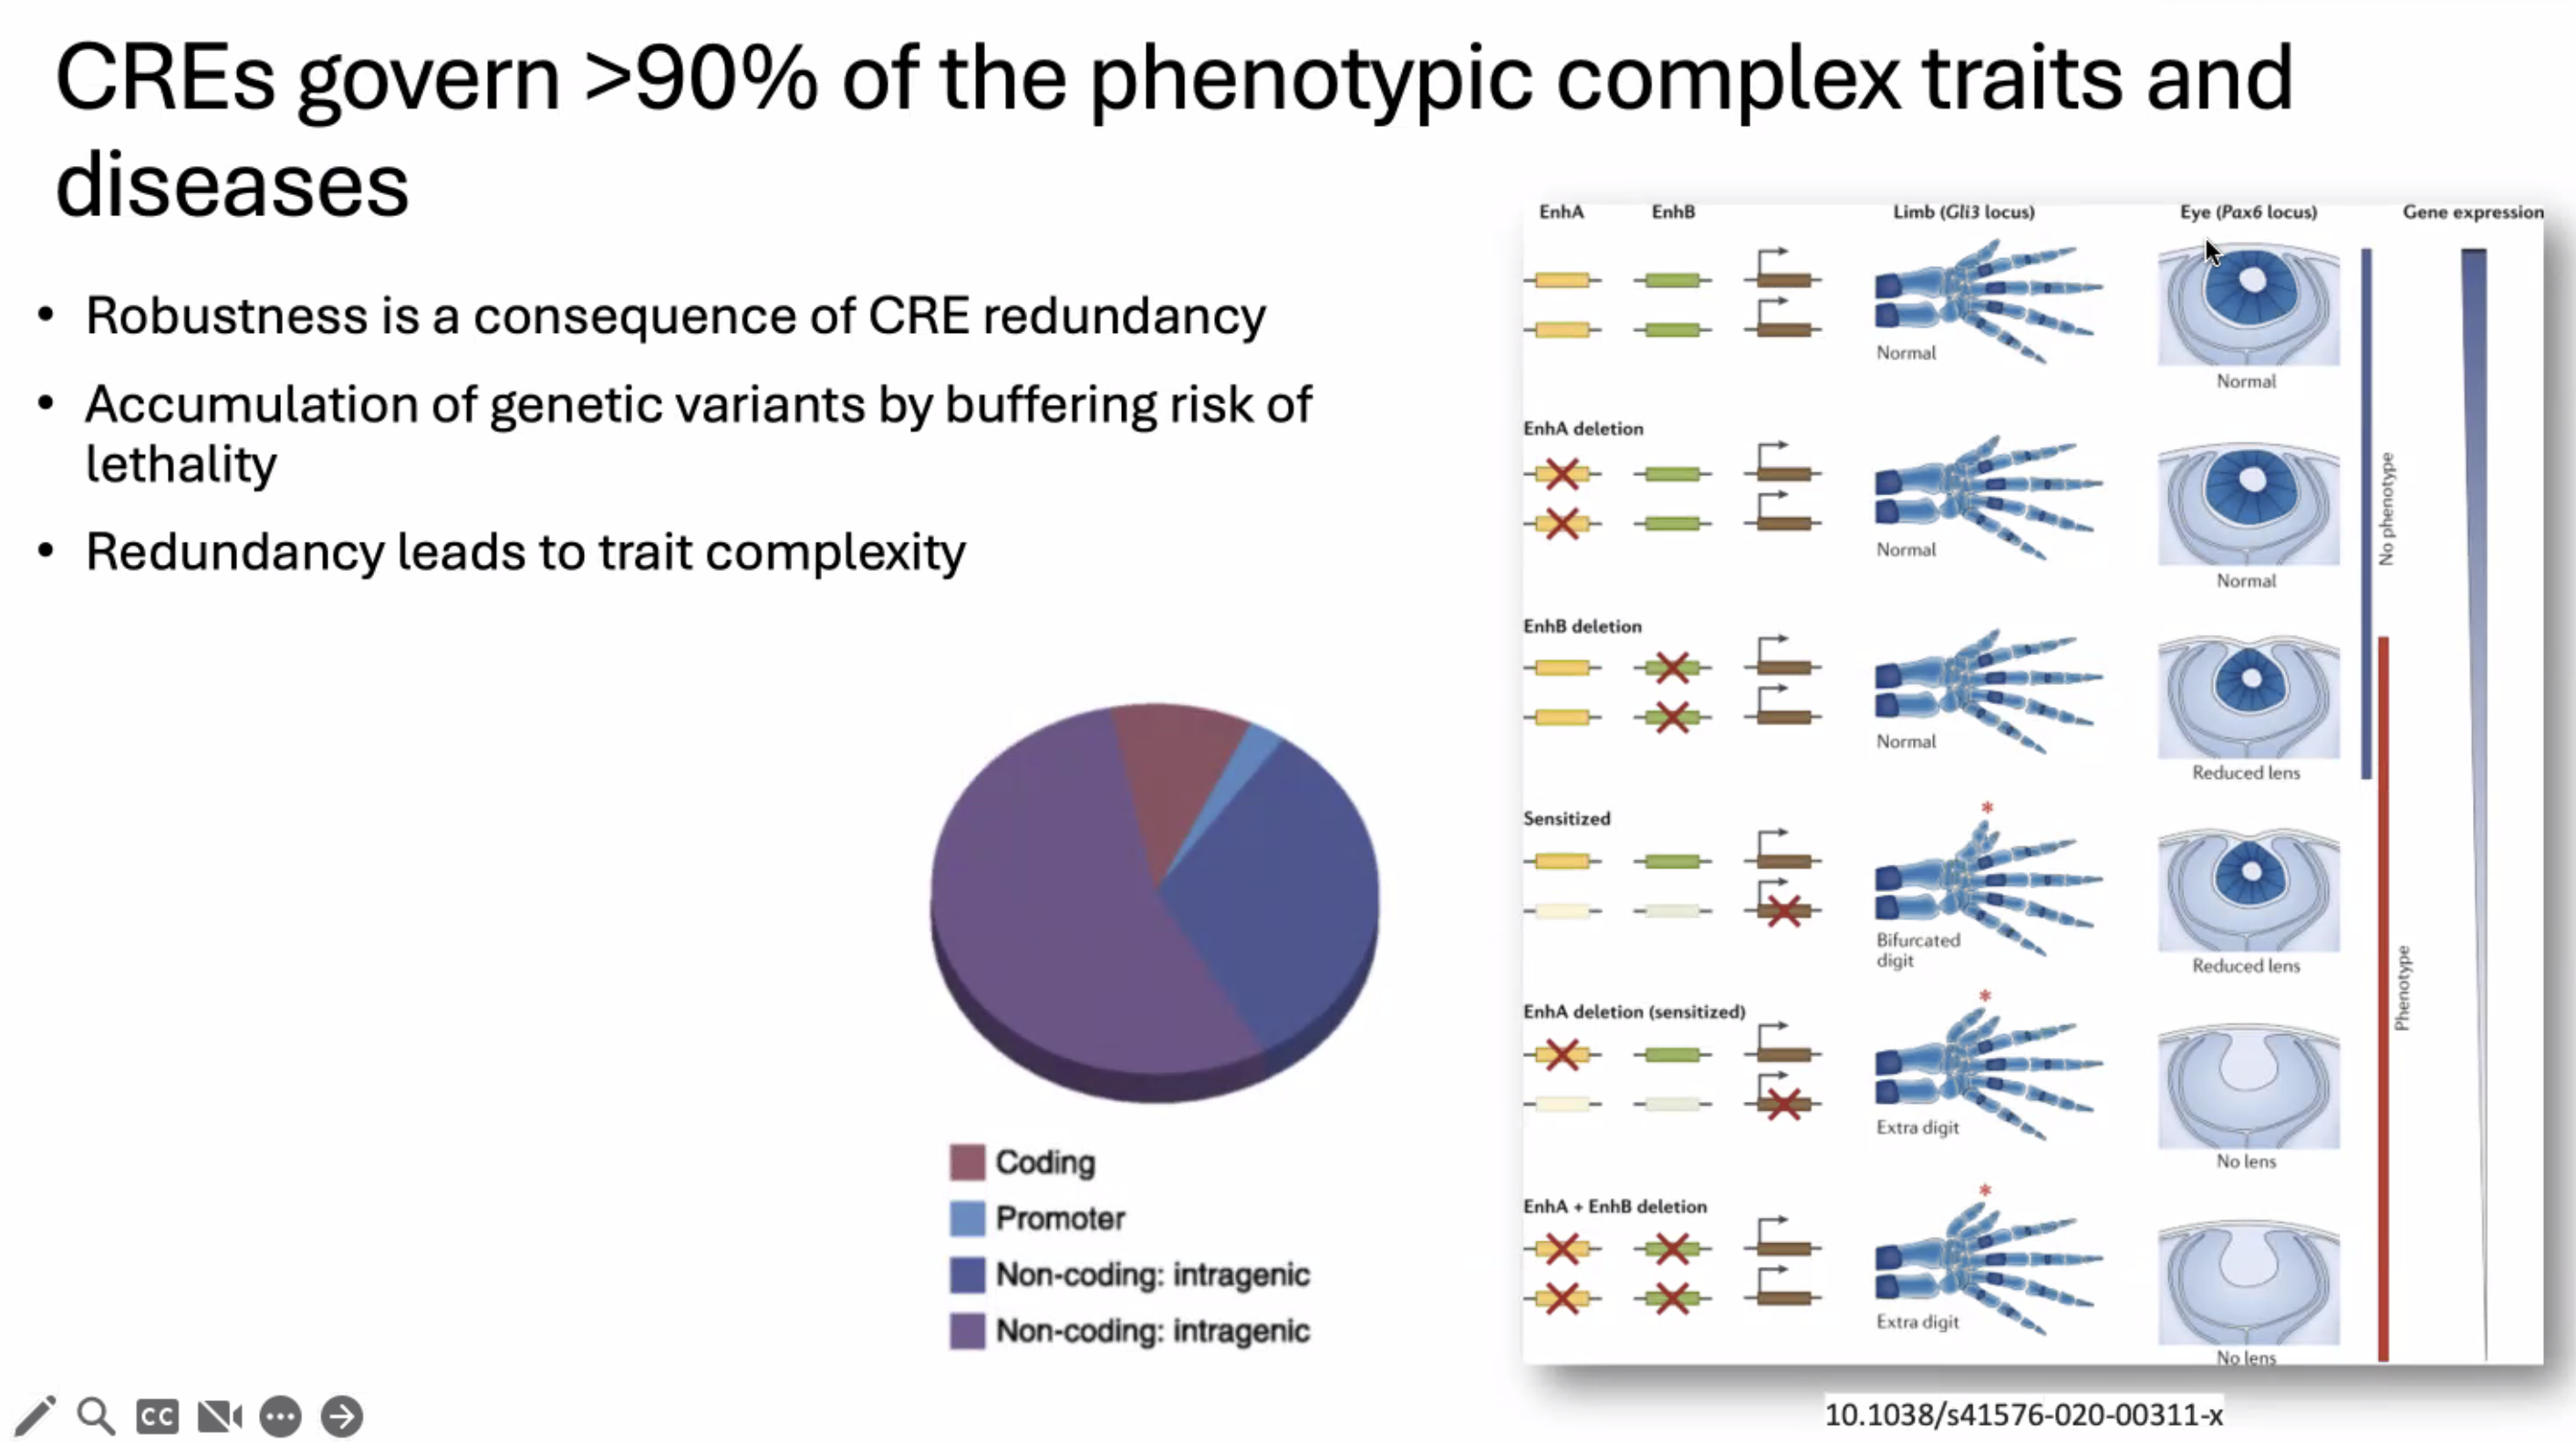 CREs govern >90% of the phenotypic complex traits and
diseases
• Robustness is a consequence of CRE redundancy
• Accumulation of genetic variants by buffering risk of
lethality
• Redundancy leads to trait complexity
Coding
Promoter
Non-coding: intragenic
Non-coding: intragenic
EnhA EnhB Limb (Gli3 locus) Eye (Pax6 locus) Gene expression
Normal
Normal
EnhA deletion
Normal
Normal
EnhB deletion
Normal
Reduced lens
Sensitized
*
Bifurcated
digit
Reduced lens
EnhA deletion (sensitized)
*
Extra digit
No lens
EnhA + EnhB deletion
*
Extra digit
No lens
No phenotype
Phenotype
10.1038/s41576-020-00311-x
CC